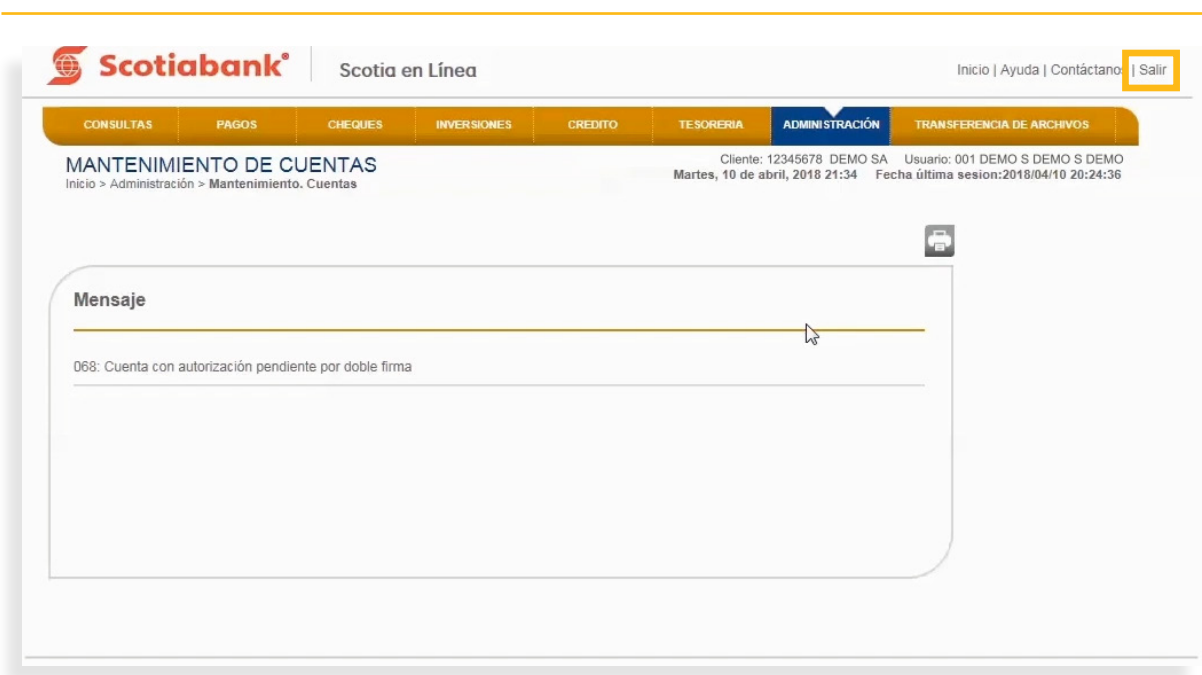 Scotiabank®
Scotia en Línea
Inicio | Ayuda | Contáctanos | Salir
CONSULTAS PAGOS CHEQUES INVERSIONES CREDITO TESORERIA ADMINISTRACIÓN TRANSFERENCIA DE ARCHIVOS
MANTENIMIENTO DE CUENTAS
Cliente: 12345678 DEMO SA Usuario: 001 DEMO S DEMO S DEMO
Inicio > Administración > Mantenimiento. Cuentas
Martes, 10 de abril, 2018 21:34 Fecha última sesion:2018/04/10 20:24:36
Mensaje
068: Cuenta con autorización pendiente por doble firma